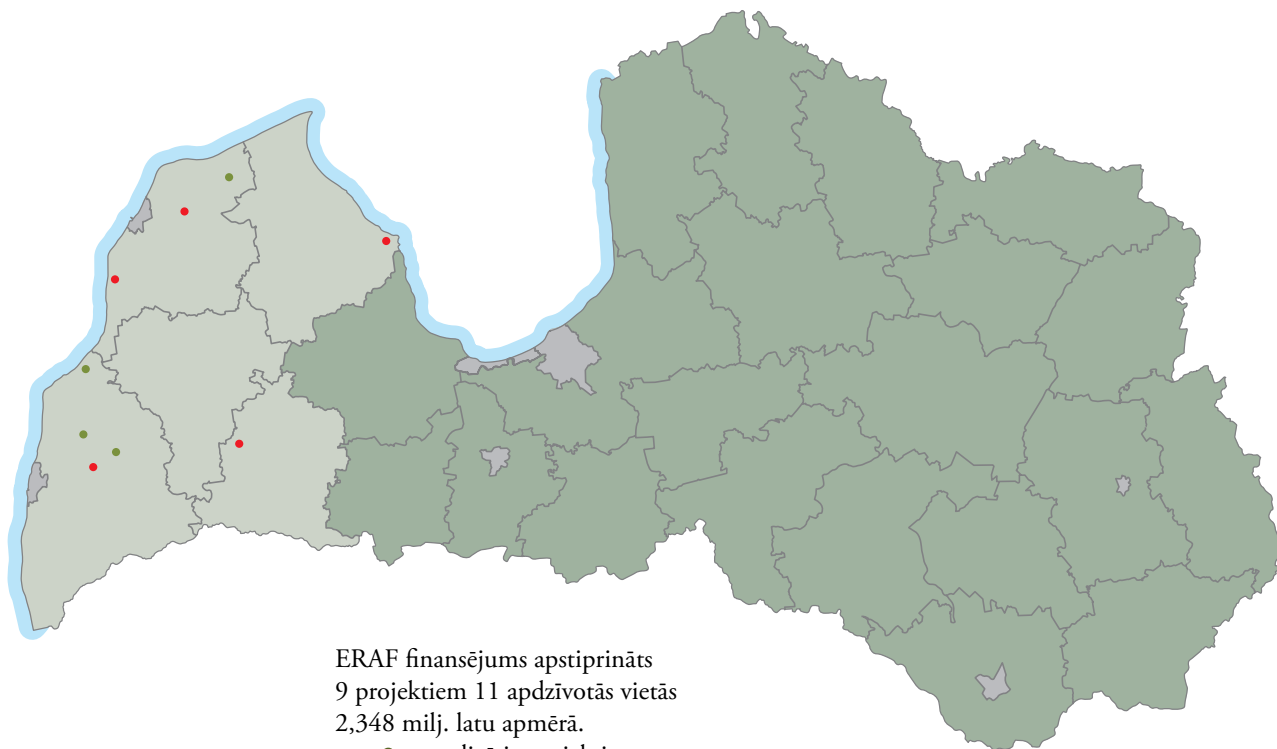 ERAF finansējums apstiprināts
9 projektiem 11 apdzīvotās vietās
2,348 milj. latu apmērā.